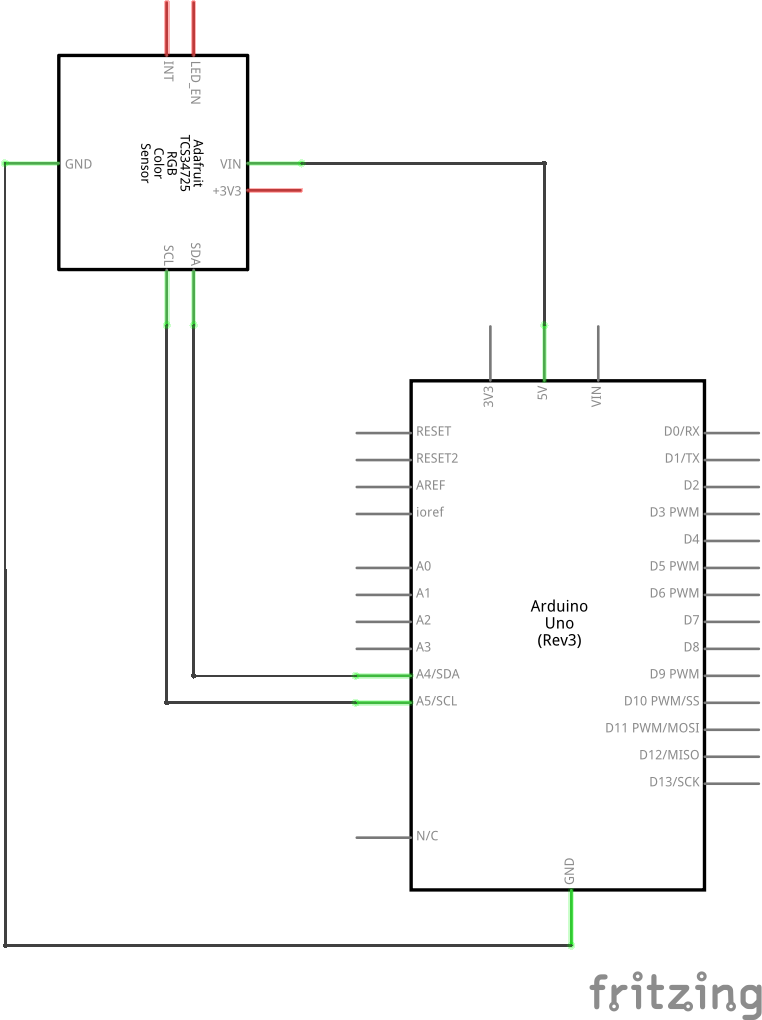 INT
LED_EN
GND
Adafruit
TCS34725
RGB
Color
Sensor
VIN
+3V3
SCL
SDA
3V3
5V
VIN
RESET
RESET2
AREF
ioref
A0
A1
A2
A3
A4/SDA
A5/SCL
N/C
Arduino
Uno
(Rev3)
D0/RX
D1/TX
D2
D3 PWM
D4
D5 PWM
D6 PWM
D7
D8
D9 PWM
D10 PWM/SS
D11 PWM/MOSI
D12/MISO
D13/SCK
GND
fritzing